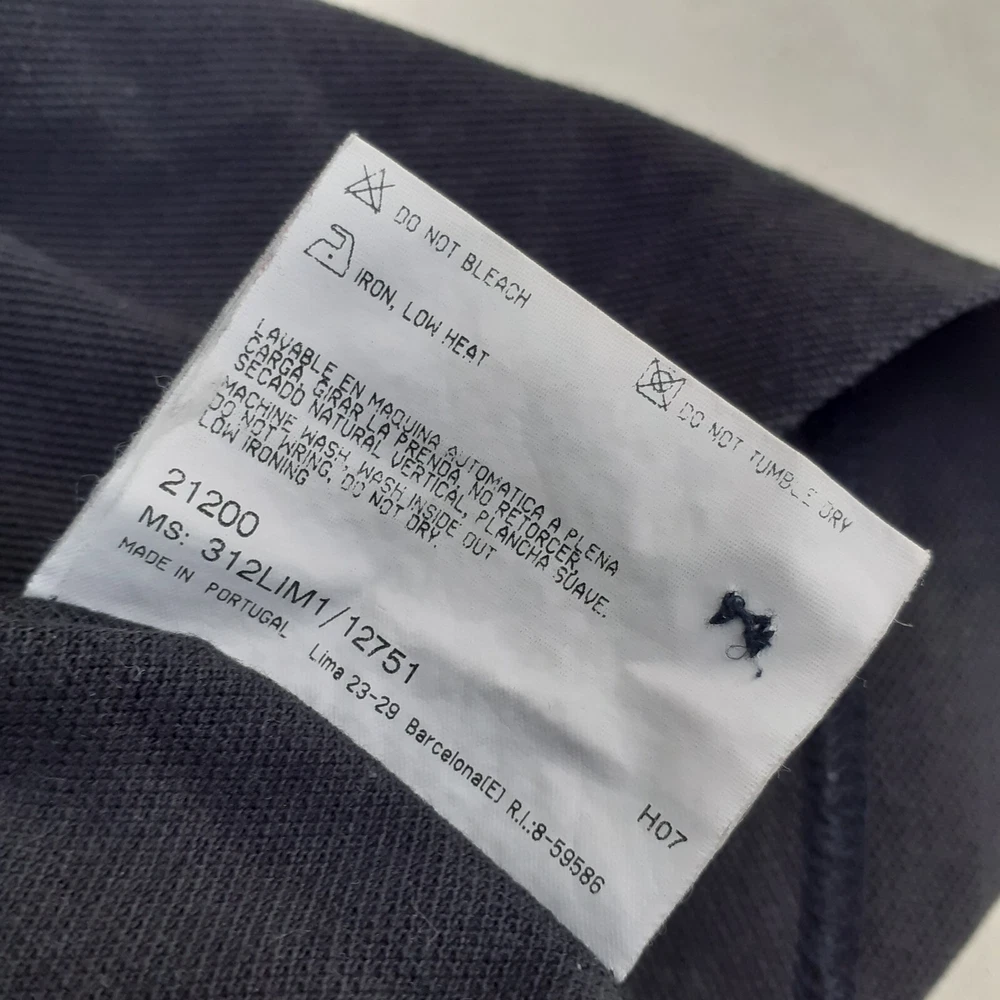 DO NOT BLEACH
IRON, LOW HEAT
DO NOT TUMBLE DRY
LAVABLE EN MAQUINA AUTOMATICA A PLENA
CARGA, GIRAR LA PRENDA, NO RETORCER,
SECADO NATURAL VERTICAL, PLANCHA SUAVE.
MACHINE WASH, WASH INSIDE OUT
DO NOT WRING, DO NOT DRY.
LOW IRONING
21200
MS: 312LIM1/12751
MADE IN PORTUGAL
Lima 23-29 Barcelona(E) R.I.:8-59586
H07